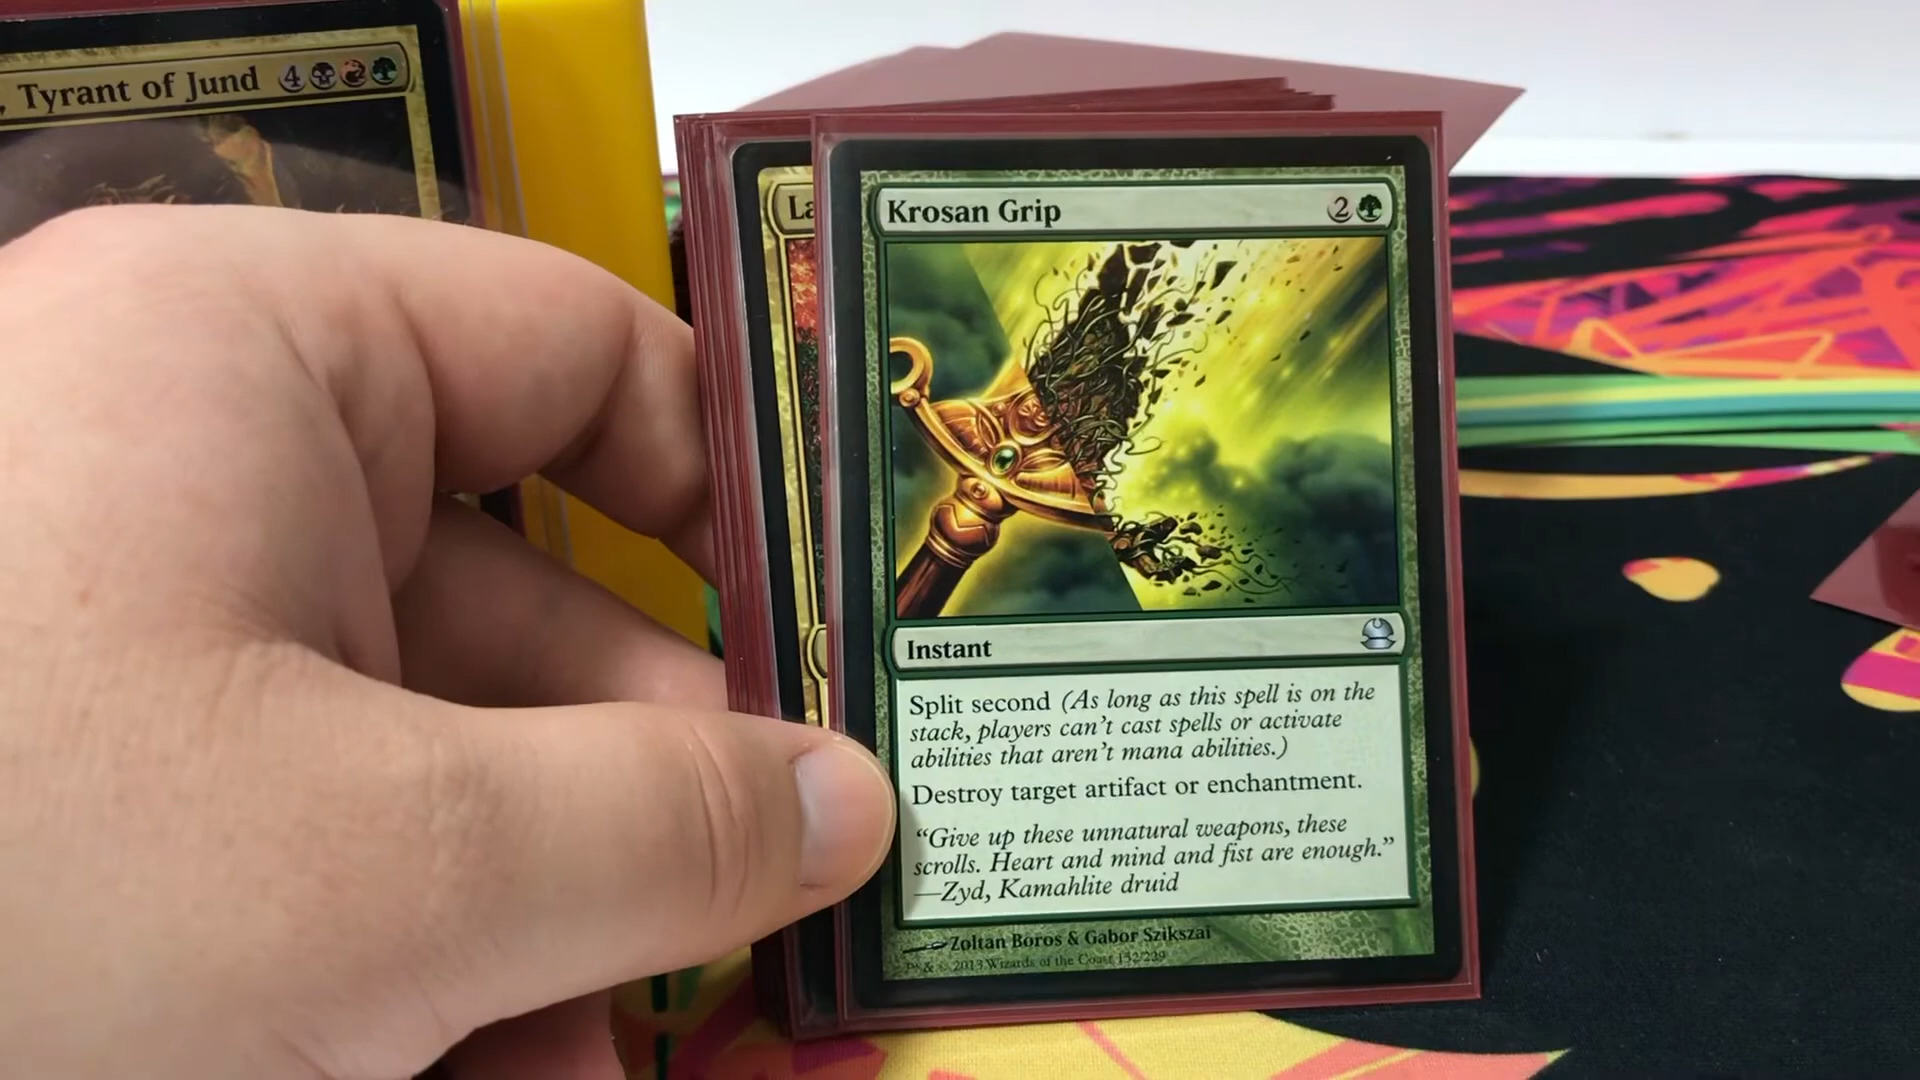 , Tyrant of Jund 4
La
Krosan Grip 2
Instant
Split second (As long as this spell is on the
stack, players can't cast spells or activate
abilities that aren't mana abilities.)
Destroy target artifact or enchantment.
“Give up these unnatural weapons, these
scrolls. Heart and mind and fist are enough.”
—Zyd, Kamahlite druid
Zoltan Boros & Gabor Szikszai
™ & © 2013 Wizards of the Coast 152/229